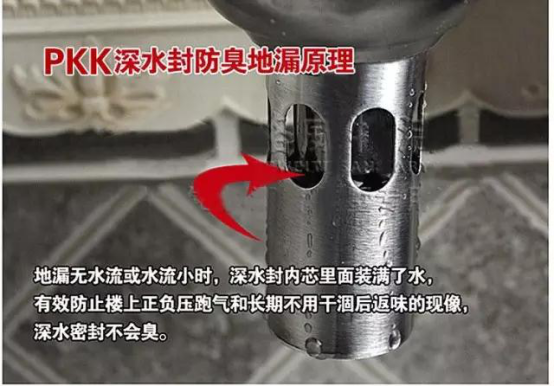 PKK深水封防臭地漏原理
地漏无水流或水流小时，深水封内芯里面装满了水，
有效防止楼上正负压跑气和长期不用干涸后返味的现像，
深水密封不会臭。